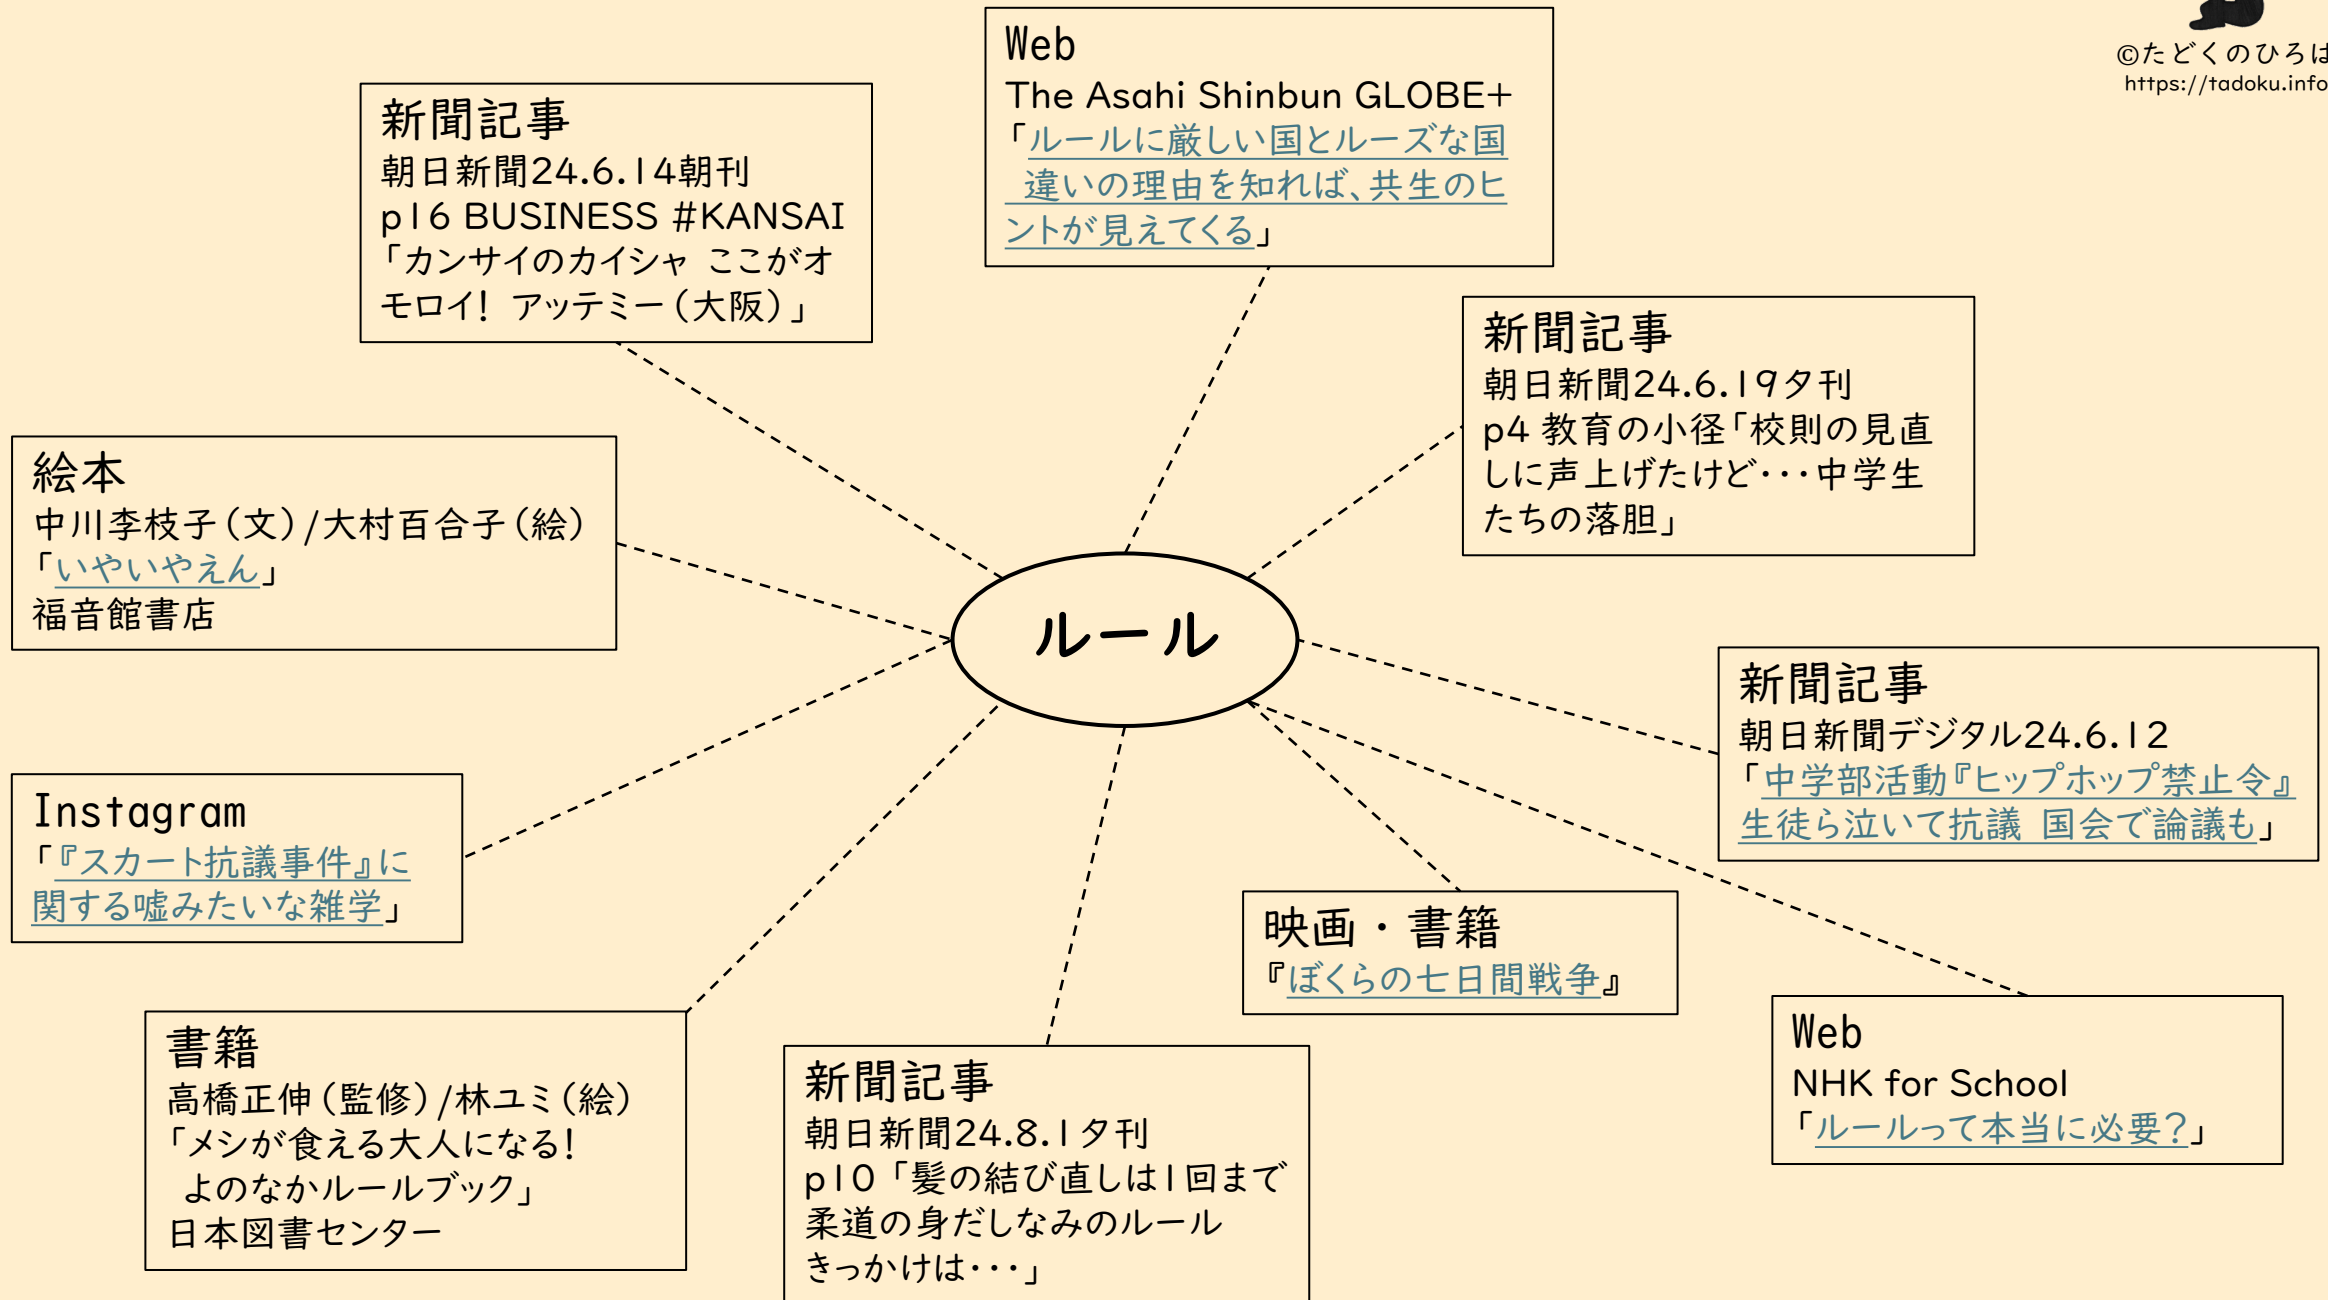 Web
The Asahi Shinbun GLOBE+
「ルールに厳しい国とルーズな国
違いの理由を知れば、共生のヒ
ントが見えてくる」
©たどくのひろば
https://tadoku.info
新聞記事
朝日新聞24.6.14朝刊
p16 BUSINESS #KANSAI
「カンサイのカイシャ ここがオ
モロイ! アッテミー(大阪)」
新聞記事
朝日新聞24.6.19夕刊
p4 教育の小径「校則の見直
しに声上げたけど・・・中学生
たちの落胆」
絵本
中川李枝子(文)/大村百合子(絵)
「いやいやえん」
福音館書店
ルール
新聞記事
朝日新聞デジタル24.6.12
「中学部活動『ヒップホップ禁止令』
生徒ら泣いて抗議 国会で論議も」
Instagram
「『スカート抗議事件』に
関する嘘みたいな雑学」
映画・書籍
『ぼくらの七日間戦争』
Web
NHK for School
「ルールって本当に必要?」
書籍
高橋正伸(監修)/林ユミ(絵)
「メシが食える大人になる!
よのなかルールブック」
日本図書センター
新聞記事
朝日新聞24.8.1夕刊
p10「髪の結び直しは1回まで
柔道の身だしなみのルール
きっかけは・・・」